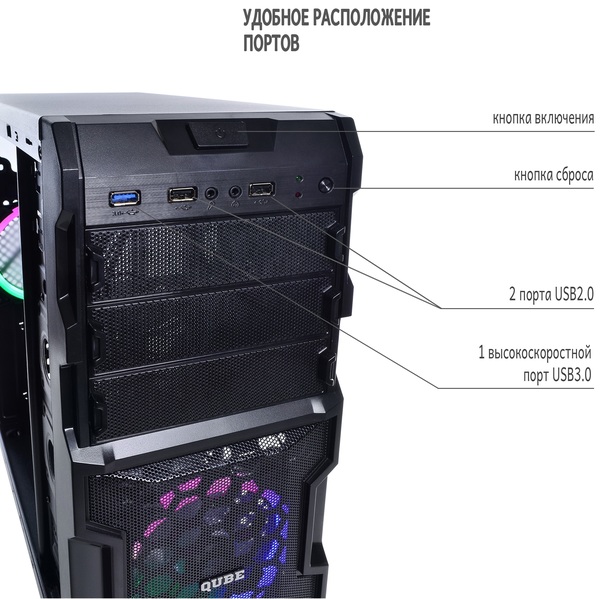 УДОБНОЕ РАСПОЛОЖЕНИЕ
ПОРТОВ
кнопка включения
кнопка сброса
2 порта USB2.0
1 высокоскоростной
порт USB3.0
QUBE